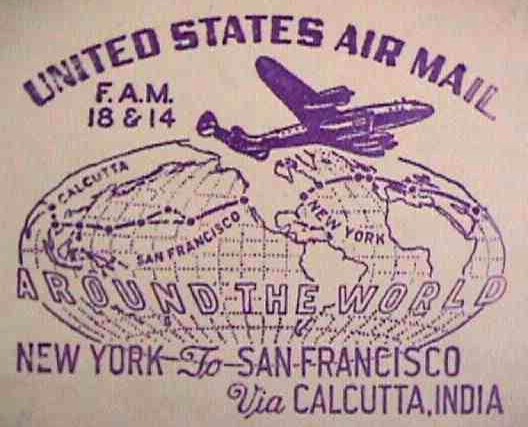 UNITED STATES AIR MAIL
F.A.M.
18 & 14
CALCUTTA
SAN FRANCISCO
NEW YORK
AROUND-THE-WORLD
NEW YORK-To-SAN-FRANCISCO
Via CALCUTTA, INDIA